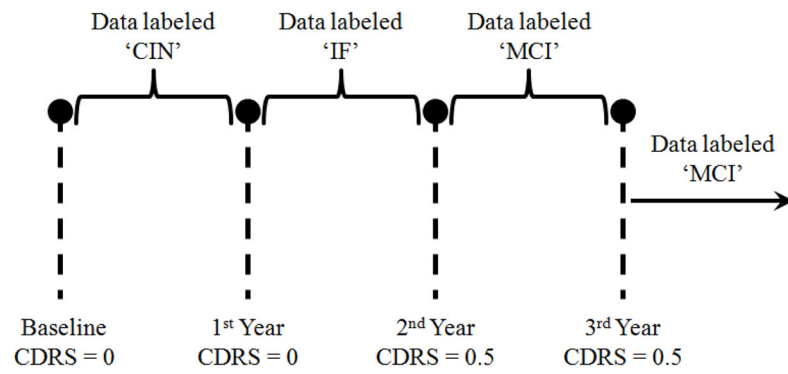 Data labeled
‘CIN’
Data labeled
‘IF’
Data labeled
‘MCI’
Data labeled
‘MCI’
Baseline
CDRS = 0
1st Year
CDRS = 0
2nd Year
CDRS = 0.5
3rd Year
CDRS = 0.5